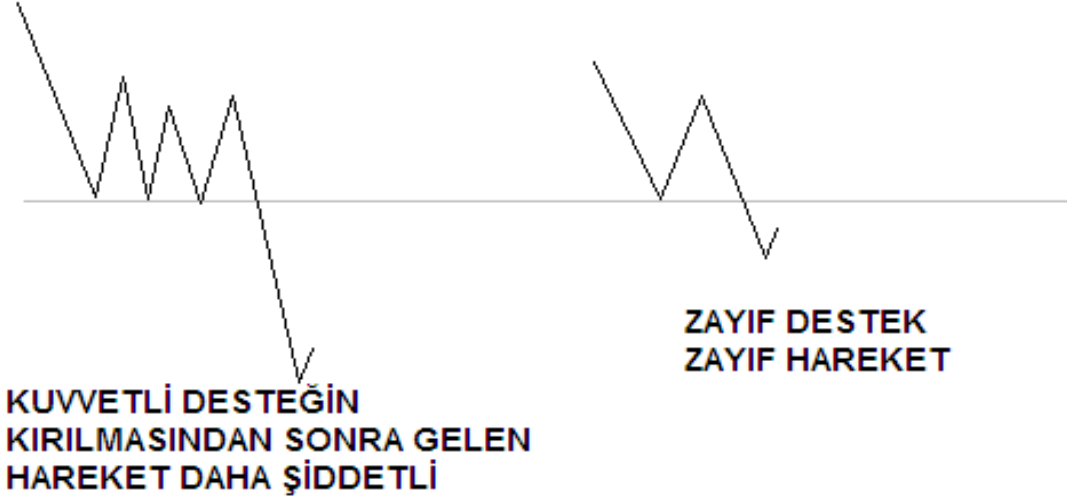 ZAYIF DESTEK
ZAYIF HAREKET
KUVVETLİ DESTEĞİN
KIRILMASINDAN SONRA GELEN
HAREKET DAHA ŞİDDETLİ